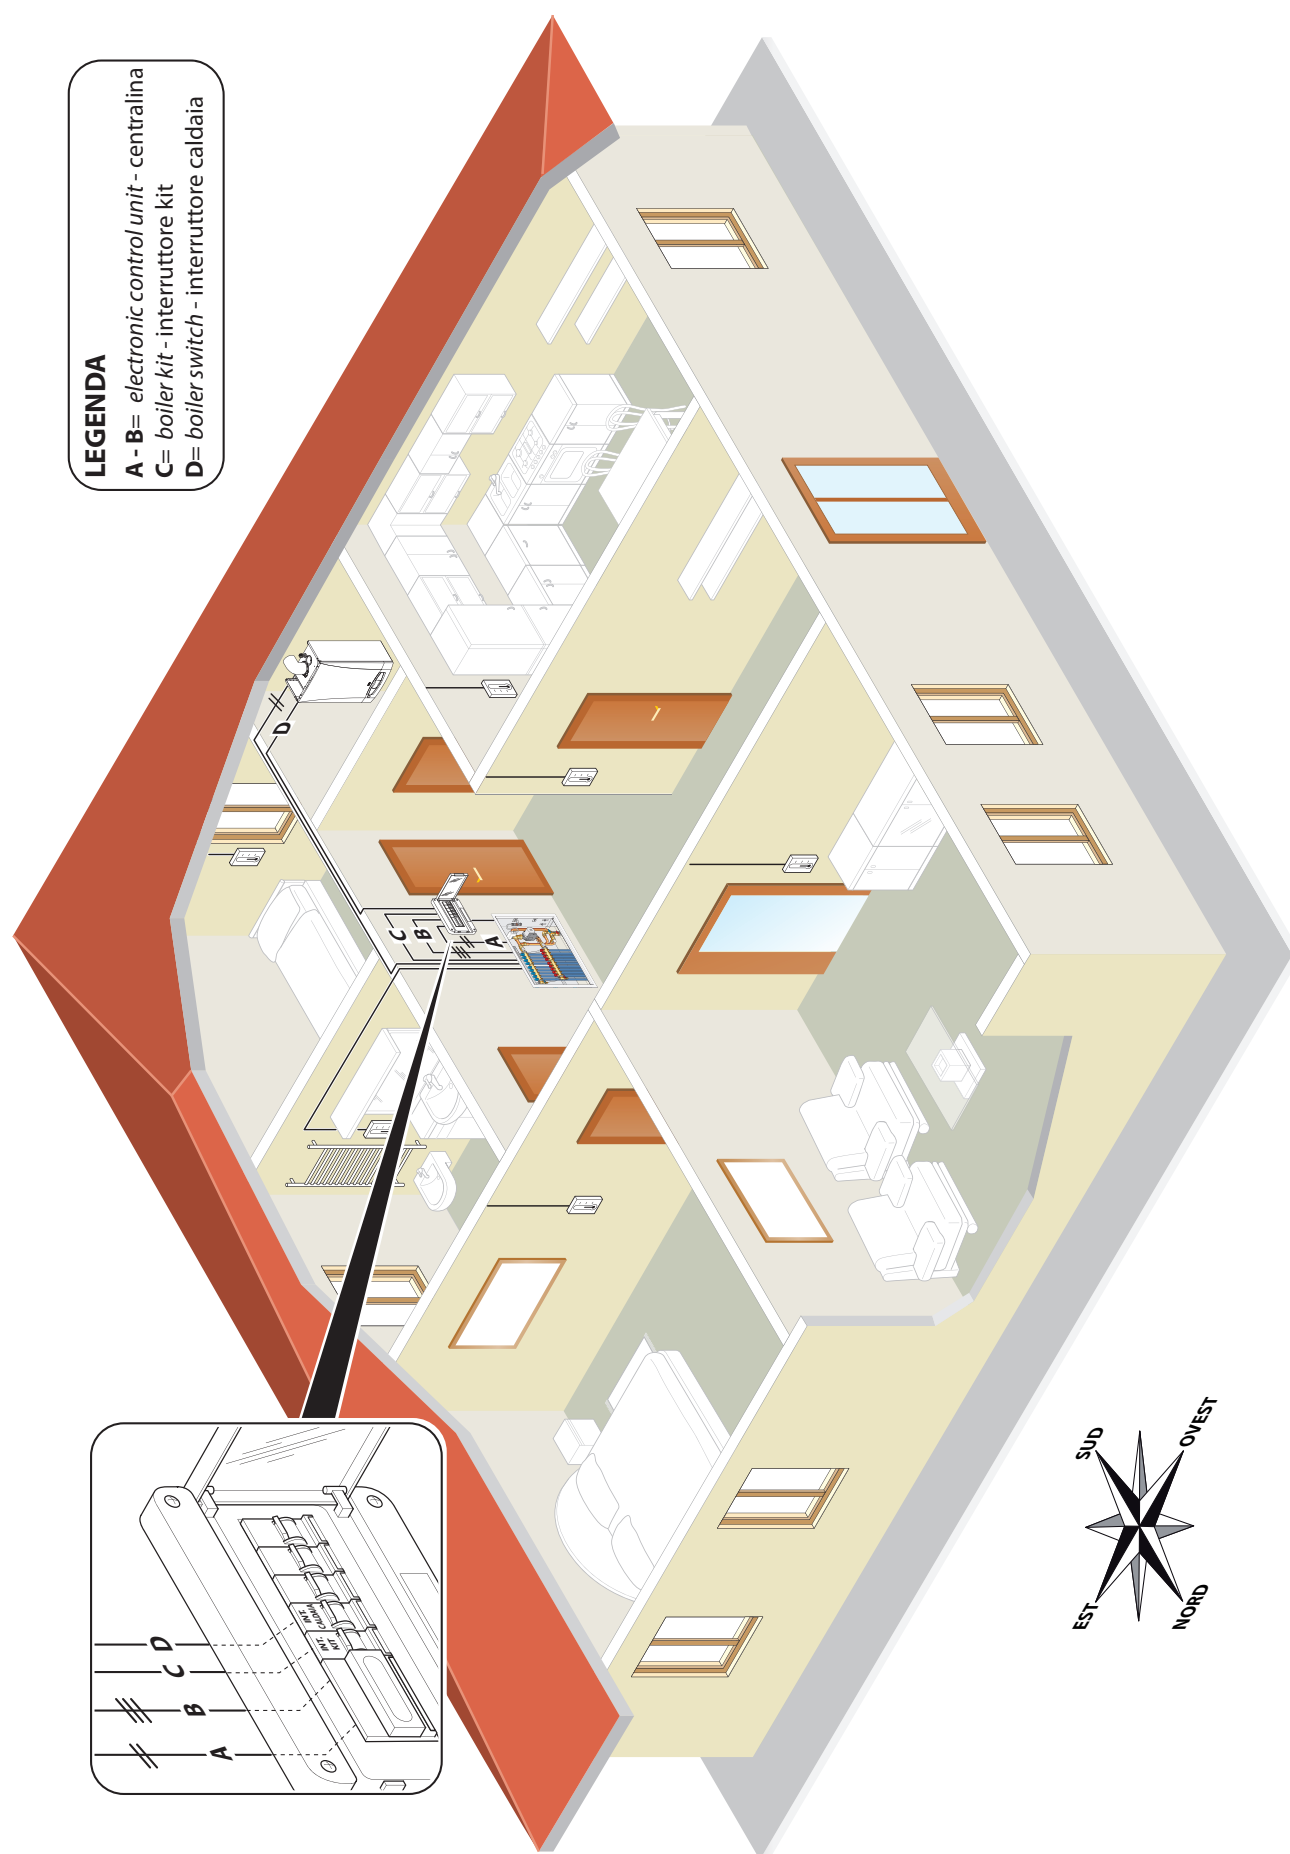 LEGENDA
A - B= electronic control unit - centralina
C= boiler kit - interruttore kit
D= boiler switch - interruttore caldaia
D
C
B
A
A
B
C
D
INT.
KIT
INT.
CALDAIA
EST
SUD
NORD
OVEST